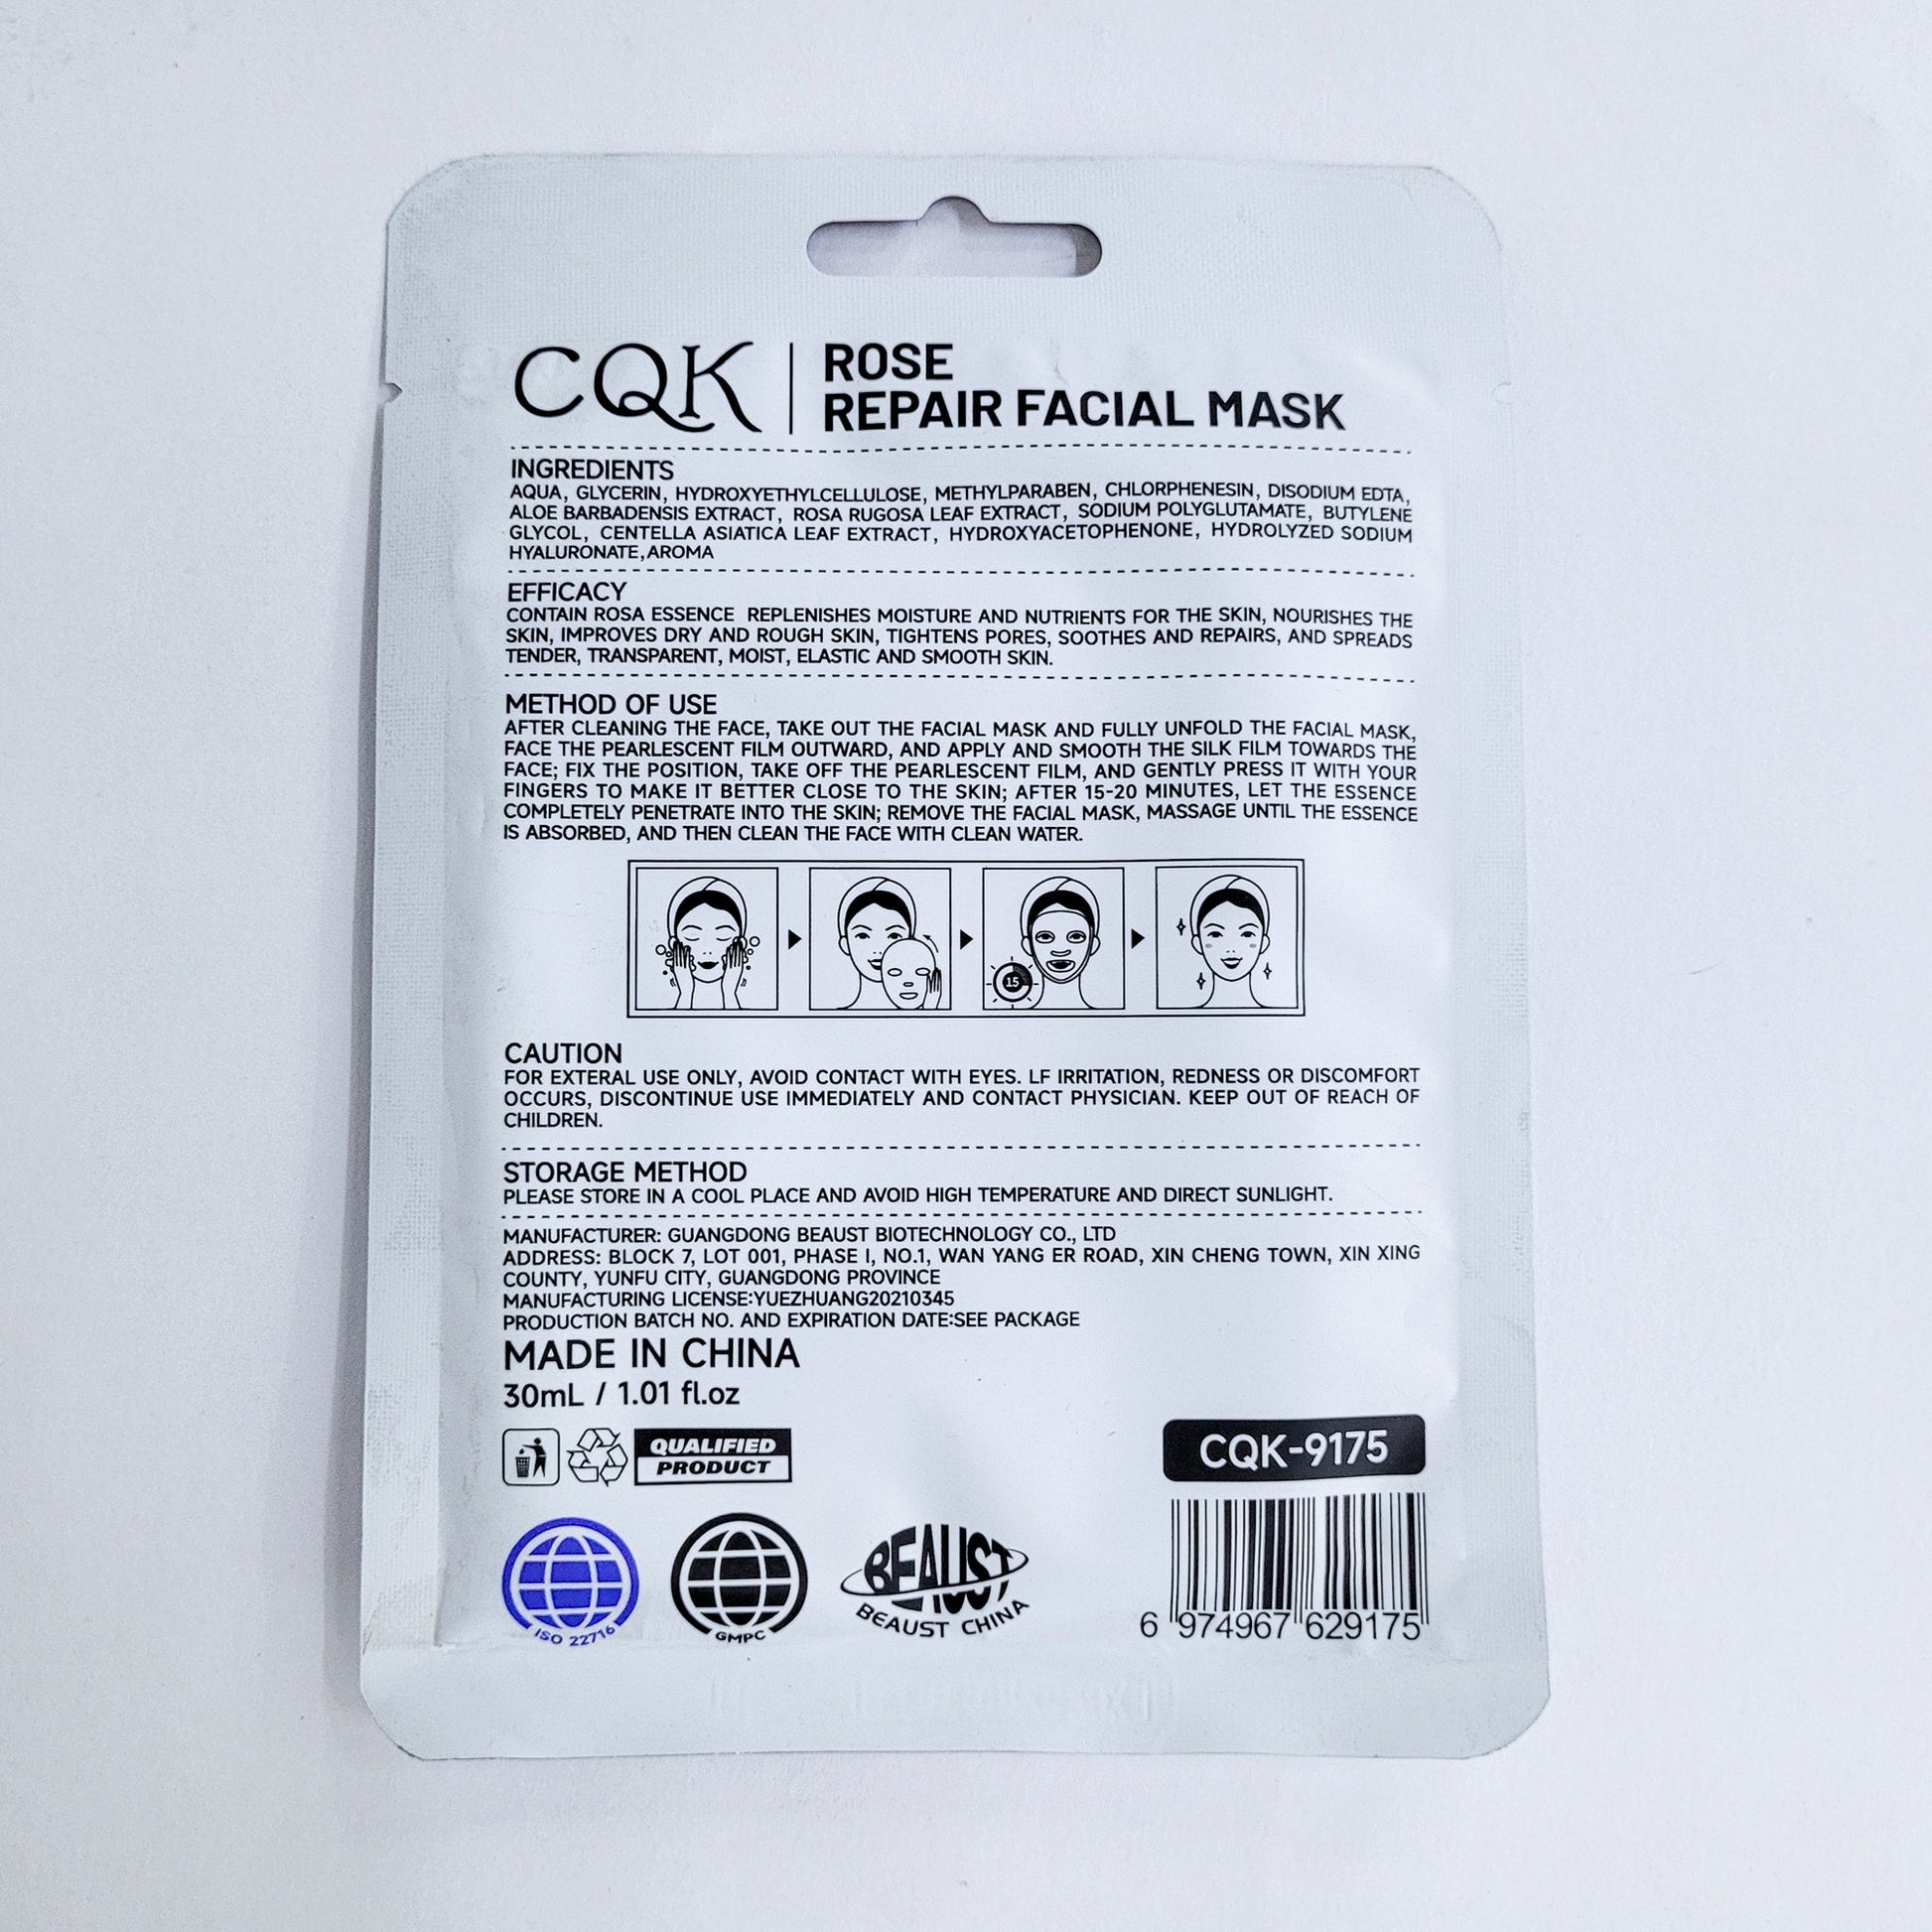 CQK
ROSE
REPAIR FACIAL MASK
INGREDIENTS
AQUA, GLYCERIN, HYDROXYETHYLCELLULOSE, METHYLPARABEN, CHLORPHENESIN, DISODIUM EDTA,
ALOE BARBADENSIS EXTRACT, ROSA RUGOSA LEAF EXTRACT, SODIUM POLYGLUTAMATE, BUTYLENE
GLYCOL, CENTELLA ASIATICA LEAF EXTRACT, HYDROXYACETOPHENONE, HYDROLYZED SODIUM
HYALURONATE,AROMA
EFFICACY
CONTAIN ROSA ESSENCE REPLENISHES MOISTURE AND NUTRIENTS FOR THE SKIN, NOURISHES THE
SKIN, IMPROVES DRY AND ROUGH SKIN, TIGHTENS PORES, SOOTHES AND REPAIRS, AND SPREADS
TENDER, TRANSPARENT, MOIST, ELASTIC AND SMOOTH SKIN.
METHOD OF USE
AFTER CLEANING THE FACE, TAKE OUT THE FACIAL MASK AND FULLY UNFOLD THE FACIAL MASK,
FACE THE PEARLESCENT FILM OUTWARD, AND APPLY AND SMOOTH THE SILK FILM TOWARDS THE
FACE; FIX THE POSITION, TAKE OFF THE PEARLESCENT FILM, AND GENTLY PRESS IT WITH YOUR
FINGERS TO MAKE IT BETTER CLOSE TO THE SKIN; AFTER 15-20 MINUTES, LET THE ESSENCE
COMPLETELY PENETRATE INTO THE SKIN; REMOVE THE FACIAL MASK, MASSAGE UNTIL THE ESSENCE
IS ABSORBED, AND THEN CLEAN THE FACE WITH CLEAN WATER.
15
CAUTION
FOR EXTERAL USE ONLY, AVOID CONTACT WITH EYES. LF IRRITATION, REDNESS OR DISCOMFORT
OCCURS, DISCONTINUE USE IMMEDIATELY AND CONTACT PHYSICIAN. KEEP OUT OF REACH OF
CHILDREN.
STORAGE METHOD
PLEASE STORE IN A COOL PLACE AND AVOID HIGH TEMPERATURE AND DIRECT SUNLIGHT.
MANUFACTURER: GUANGDONG BEAUST BIOTECHNOLOGY CO., LTD
ADDRESS: BLOCK 7, LOT 001, PHASE I, NO.1, WAN YANG ER ROAD, XIN CHENG TOWN, XIN XING
COUNTY, YUNFU CITY, GUANGDONG PROVINCE
MANUFACTURING LICENSE:YUEZHUANG20210345
PRODUCTION BATCH NO. AND EXPIRATION DATE:SEE PACKAGE
MADE IN CHINA
30mL / 1.01 fl.oz
QUALIFIED
PRODUCT
CQK-9175
ISO 22716
GMPC
BEAUST
BEAUST CHINA
6 974967 629175